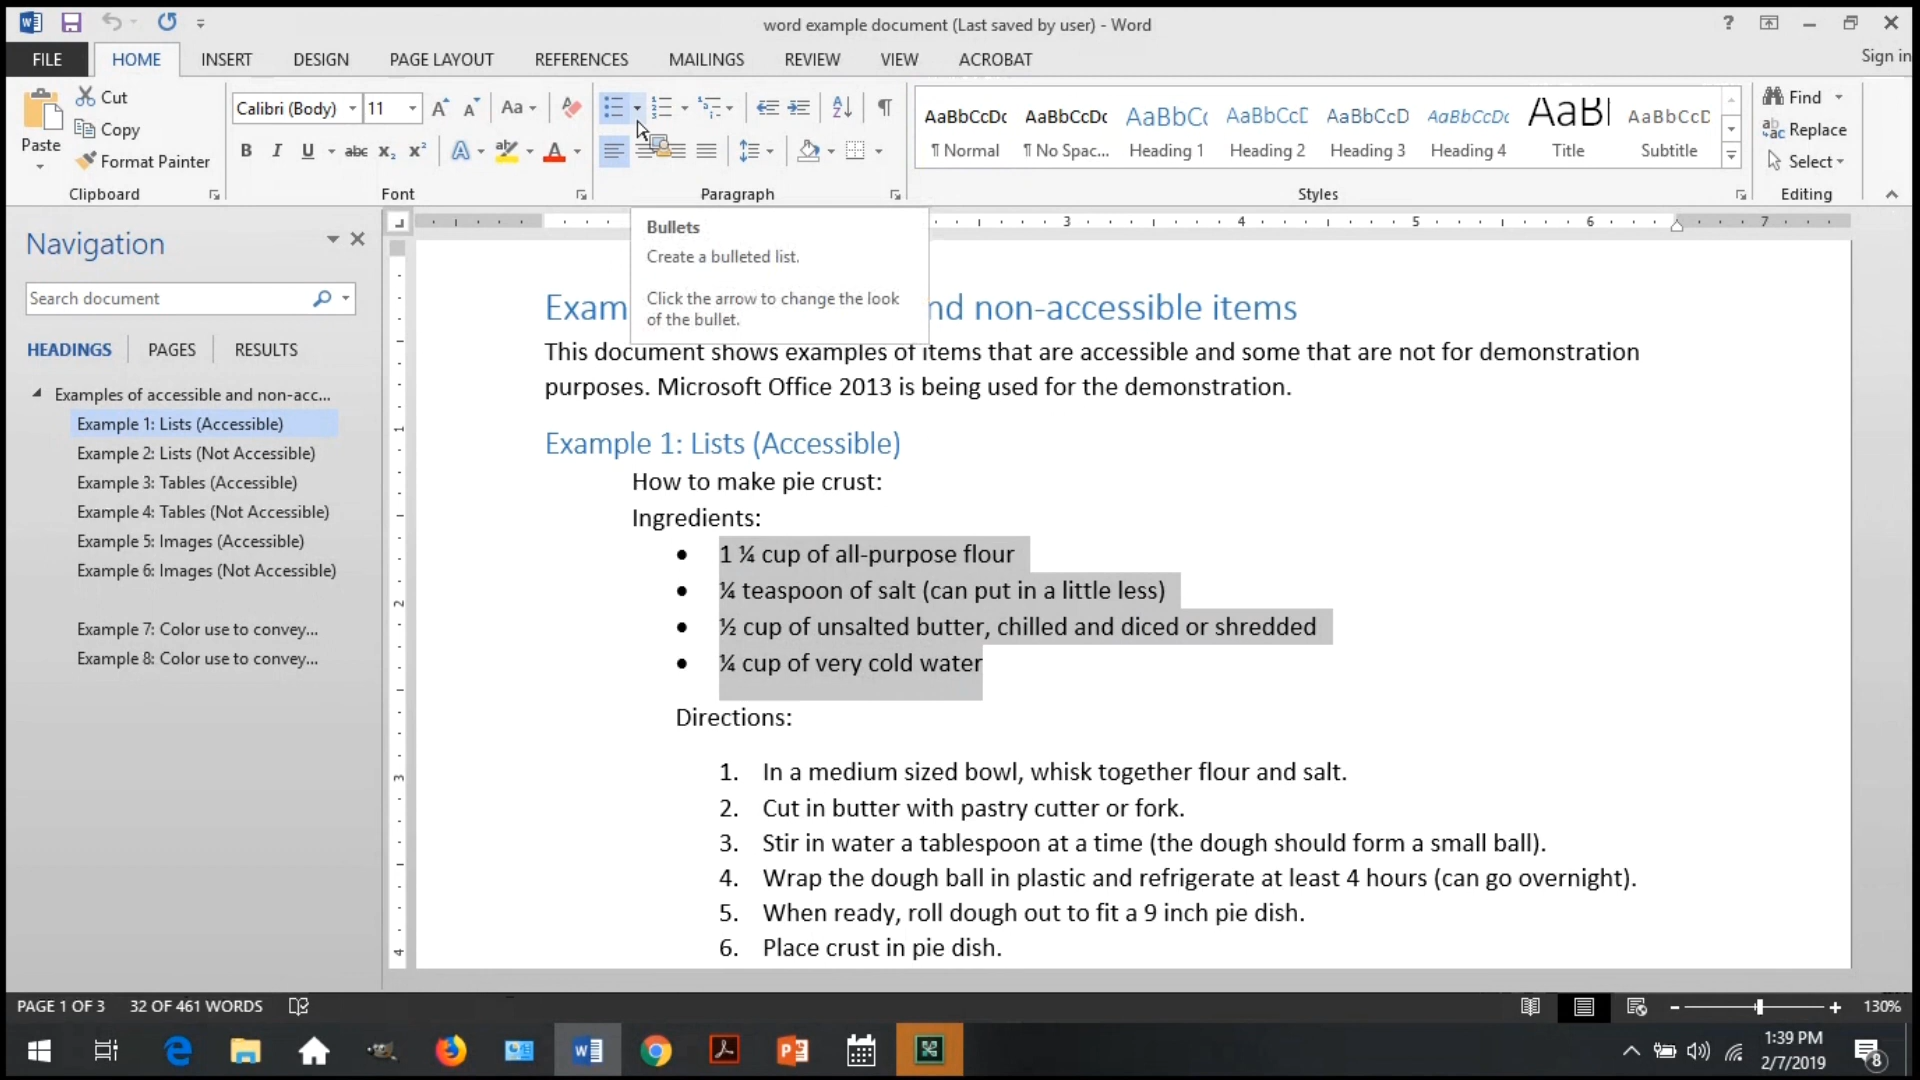 word example document (Last saved by user) - Word
?
FILE HOME INSERT DESIGN PAGE LAYOUT REFERENCES MAILINGS REVIEW VIEW ACROBAT Sign in
Paste
Cut
Copy
Format Painter
Clipboard
Calibri (Body) 11
Font
Paragraph
AaBbCcDc AaBbCcDc AaBbCc AaBbCcD AaBbCcD AaBbCcDc AaBl AaBbCcD
¶ Normal ¶ No Spac... Heading 1 Heading 2 Heading 3 Heading 4 Title Subtitle
Styles
Find
Replace
Select
Editing
Bullets
Create a bulleted list.
Click the arrow to change the look
of the bullet.
3 4 5 6 7
Navigation
Search document
HEADINGS PAGES RESULTS
Examples of accessible and non-acc...
Example 1: Lists (Accessible)
Example 2: Lists (Not Accessible)
Example 3: Tables (Accessible)
Example 4: Tables (Not Accessible)
Example 5: Images (Accessible)
Example 6: Images (Not Accessible)
Example 7: Color use to convey...
Example 8: Color use to convey...
Exam nd non-accessible items
This document shows examples of items that are accessible and some that are not for demonstration
purposes. Microsoft Office 2013 is being used for the demonstration.
Example 1: Lists (Accessible)
How to make pie crust:
Ingredients:
• 1 ¼ cup of all-purpose flour
• ¼ teaspoon of salt (can put in a little less)
• ½ cup of unsalted butter, chilled and diced or shredded
• ¼ cup of very cold water
Directions:
1. In a medium sized bowl, whisk together flour and salt.
2. Cut in butter with pastry cutter or fork.
3. Stir in water a tablespoon at a time (the dough should form a small ball).
4. Wrap the dough ball in plastic and refrigerate at least 4 hours (can go overnight).
5. When ready, roll dough out to fit a 9 inch pie dish.
6. Place crust in pie dish.
PAGE 1 OF 3 32 OF 461 WORDS 130%
1:39 PM
2/7/2019
8